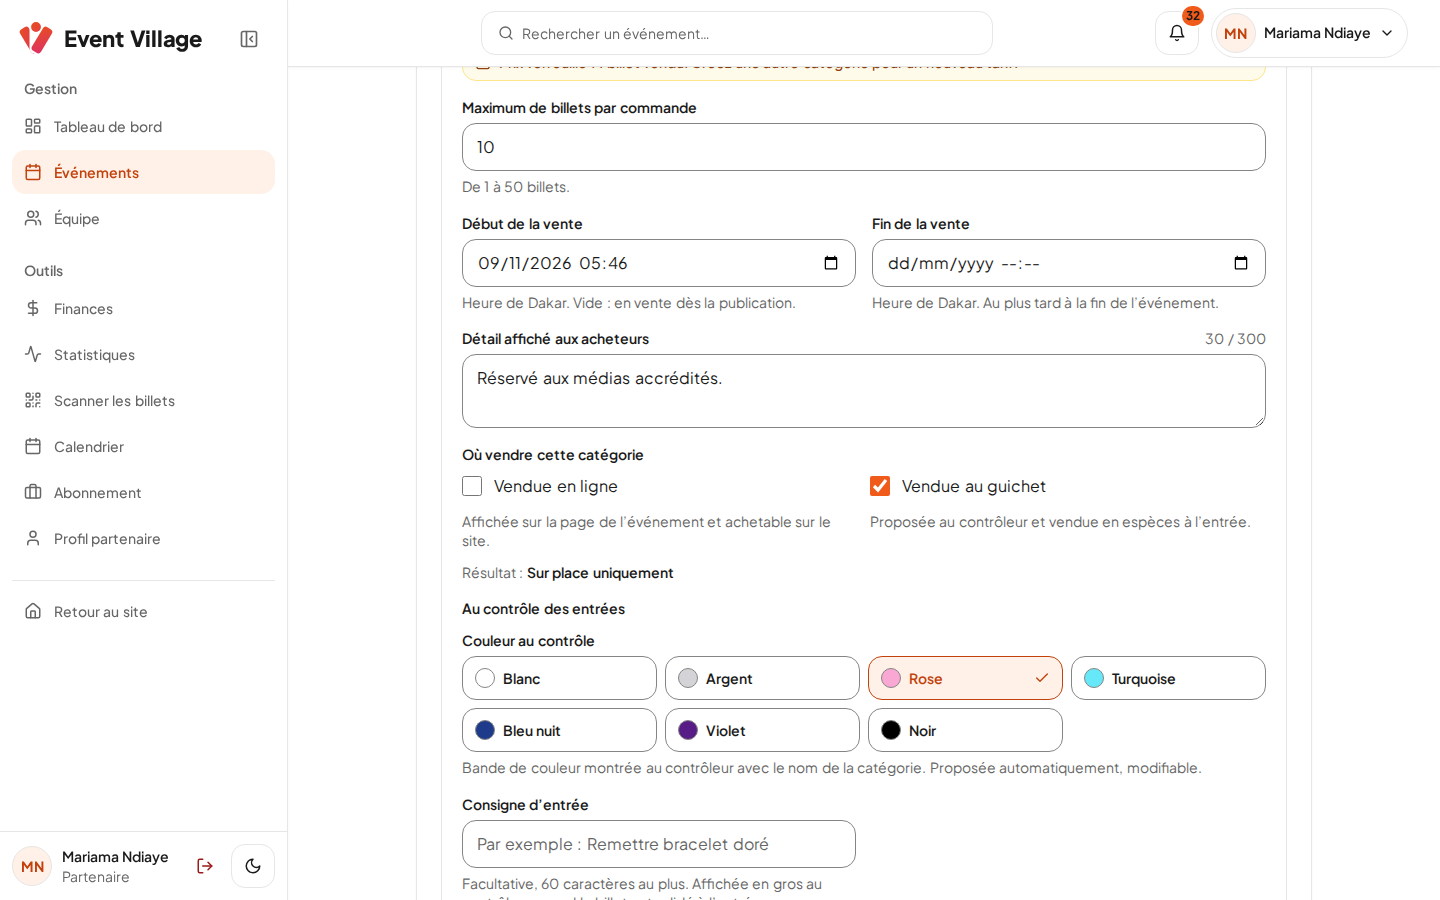 Event Village
Rechercher un événement…
32
MN
Mariama Ndiaye
Gestion
Tableau de bord
Événements
Équipe
Outils
Finances
Statistiques
Scanner les billets
Calendrier
Abonnement
Profil partenaire
Retour au site
MN
Mariama Ndiaye
Partenaire
Maximum de billets par commande
10
De 1 à 50 billets.
Début de la vente
Fin de la vente
09/11/2026 05:46
dd/mm/yyyy --:--
Heure de Dakar. Vide : en vente dès la publication.
Heure de Dakar. Au plus tard à la fin de l’événement.
Détail affiché aux acheteurs
30 / 300
Réservé aux médias accrédités.
Où vendre cette catégorie
Vendue en ligne
Vendue au guichet
Affichée sur la page de l’événement et achetable sur le
site.
Proposée au contrôleur et vendue en espèces à l’entrée.
Résultat : Sur place uniquement
Au contrôle des entrées
Couleur au contrôle
Blanc
Argent
Rose
Turquoise
Bleu nuit
Violet
Noir
Bande de couleur montrée au contrôleur avec le nom de la catégorie. Proposée automatiquement, modifiable.
Consigne d’entrée
Par exemple : Remettre bracelet doré
Facultative, 60 caractères au plus. Affichée en gros au